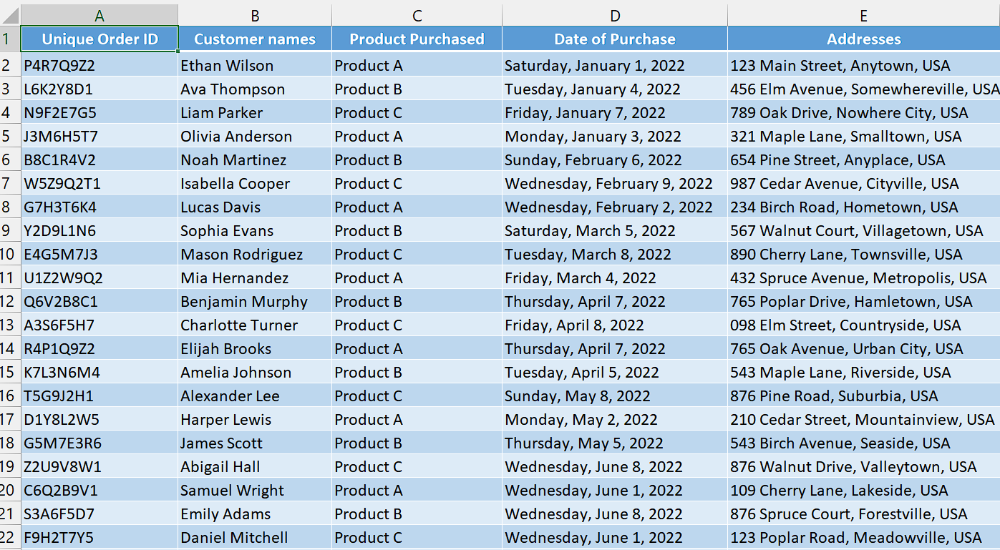 A B C D E
1 Unique Order ID Customer names Product Purchased Date of Purchase Addresses
2 P4R7Q9Z2 Ethan Wilson Product A Saturday, January 1, 2022 123 Main Street, Anytown, USA
3 L6K2Y8D1 Ava Thompson Product B Tuesday, January 4, 2022 456 Elm Avenue, Somewhereville, USA
4 N9F2E7G5 Liam Parker Product C Friday, January 7, 2022 789 Oak Drive, Nowhere City, USA
5 J3M6H5T7 Olivia Anderson Product A Monday, January 3, 2022 321 Maple Lane, Smalltown, USA
6 B8C1R4V2 Noah Martinez Product B Sunday, February 6, 2022 654 Pine Street, Anyplace, USA
7 W5Z9Q2T1 Isabella Cooper Product C Wednesday, February 9, 2022 987 Cedar Avenue, Cityville, USA
8 G7H3T6K4 Lucas Davis Product A Wednesday, February 2, 2022 234 Birch Road, Hometown, USA
9 Y2D9L1N6 Sophia Evans Product B Saturday, March 5, 2022 567 Walnut Court, Villagetown, USA
10 E4G5M7J3 Mason Rodriguez Product C Tuesday, March 8, 2022 890 Cherry Lane, Townsville, USA
11 U1Z2W9Q2 Mia Hernandez Product A Friday, March 4, 2022 432 Spruce Avenue, Metropolis, USA
12 Q6V2B8C1 Benjamin Murphy Product B Thursday, April 7, 2022 765 Poplar Drive, Hamletown, USA
13 A3S6F5H7 Charlotte Turner Product C Friday, April 8, 2022 098 Elm Street, Countryside, USA
14 R4P1Q9Z2 Elijah Brooks Product A Thursday, April 7, 2022 765 Oak Avenue, Urban City, USA
15 K7L3N6M4 Amelia Johnson Product B Tuesday, April 5, 2022 543 Maple Lane, Riverside, USA
16 T5G9J2H1 Alexander Lee Product C Sunday, May 8, 2022 876 Pine Road, Suburbia, USA
17 D1Y8L2W5 Harper Lewis Product A Monday, May 2, 2022 210 Cedar Street, Mountainview, USA
18 G5M7E3R6 James Scott Product B Thursday, May 5, 2022 543 Birch Avenue, Seaside, USA
19 Z2U9V8W1 Abigail Hall Product C Wednesday, June 8, 2022 876 Walnut Drive, Valleytown, USA
20 C6Q2B9V1 Samuel Wright Product A Wednesday, June 1, 2022 109 Cherry Lane, Lakeside, USA
21 S3A6F5D7 Emily Adams Product B Wednesday, June 8, 2022 876 Spruce Court, Forestville, USA
22 F9H2T7Y5 Daniel Mitchell Product C Wednesday, June 1, 2022 123 Poplar Road, Meadowville, USA